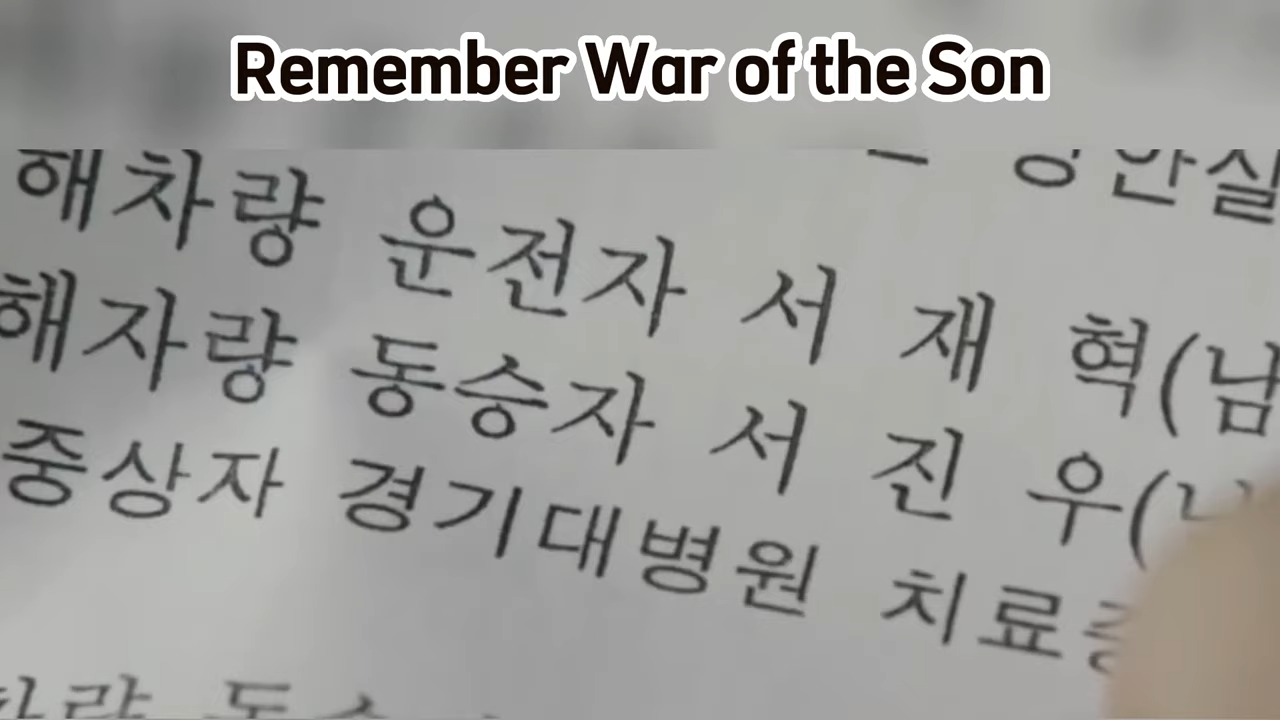 Remember War of the Son
해차량 운전자 서 재 혁(남
해자량 동승자 서 진 우(
중상자 경기대병원 치료